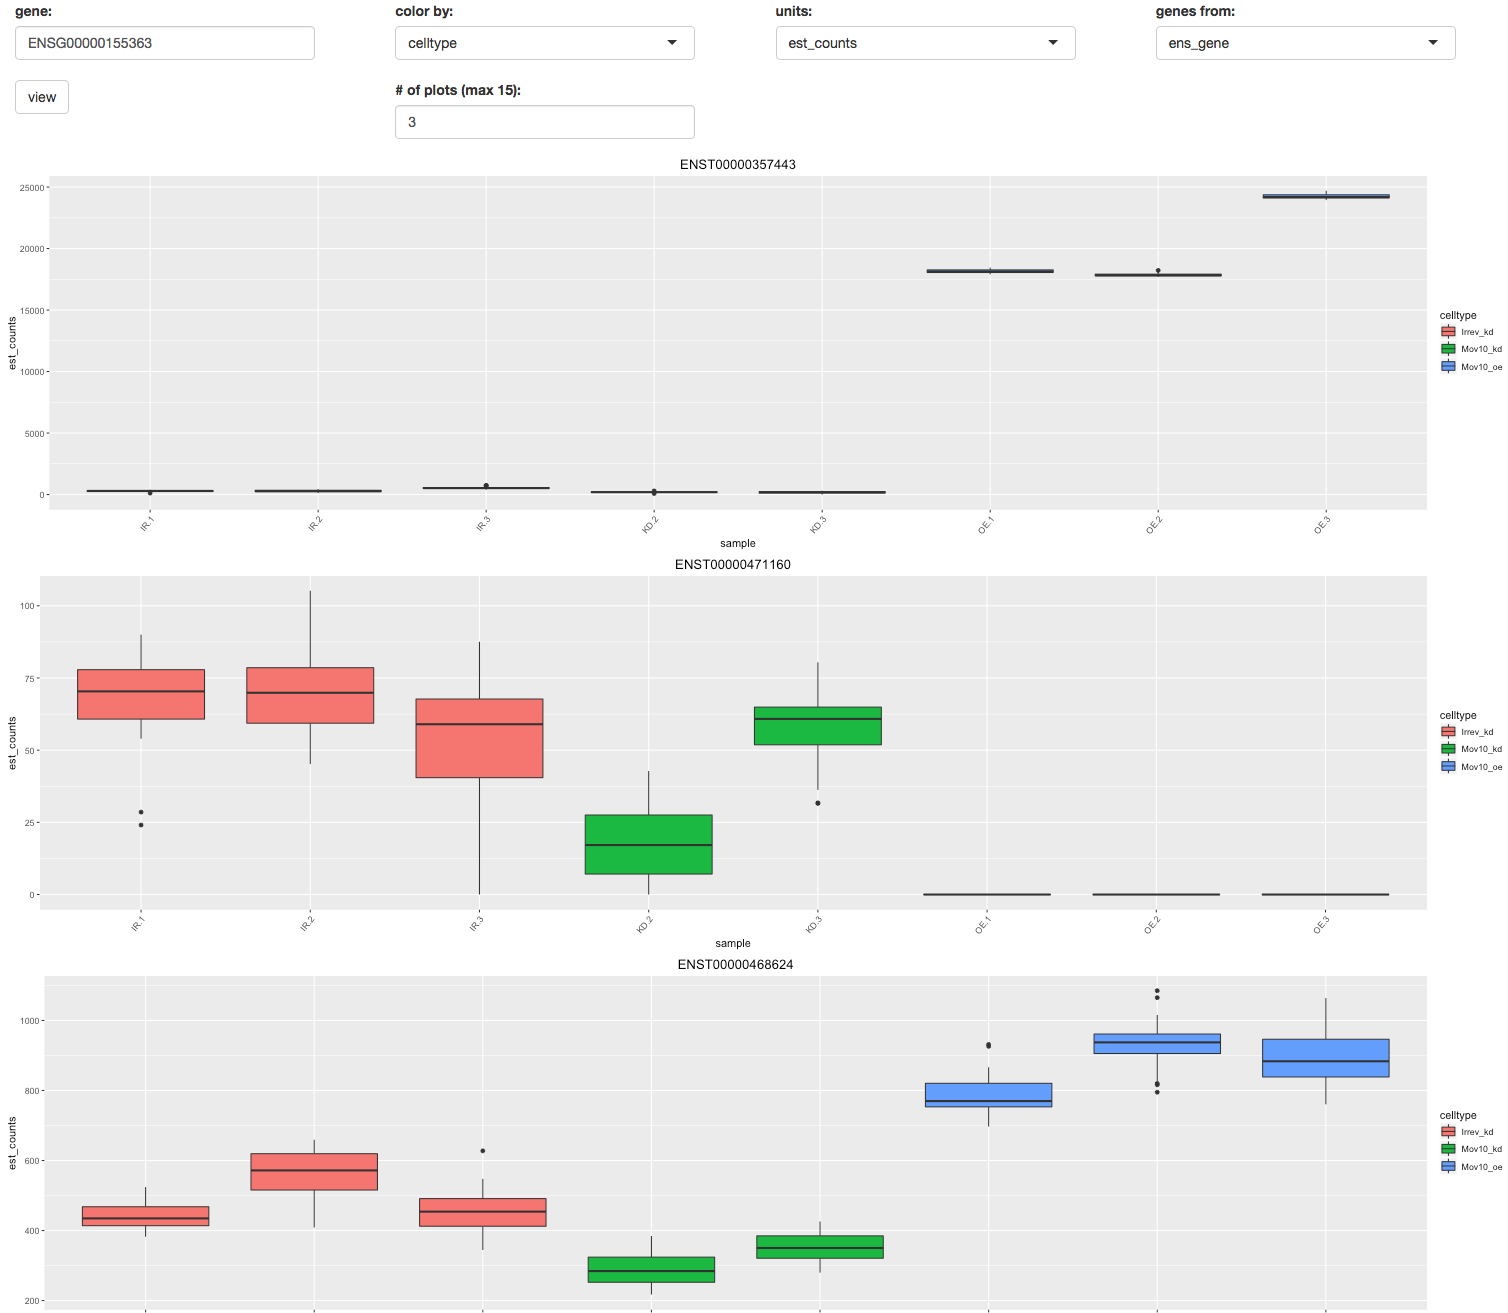 gene: color by: units: genes from:
ENSG00000155363 celltype est_counts ens_gene
view
# of plots (max 15):
3
ENST00000357443
25000
20000
15000
10000
5000
0
est_counts
IR.1 IR.2 IR.3 KD.2 KD.3 OE.1 OE.2 OE.3
sample
celltype
Irrev_kd
Mov10_kd
Mov10_oe
ENST00000471160
100
75
50
25
0
est_counts
IR.1 IR.2 IR.3 KD.2 KD.3 OE.1 OE.2 OE.3
sample
celltype
Irrev_kd
Mov10_kd
Mov10_oe
ENST00000468624
1000
800
600
400
200
est_counts
celltype
Irrev_kd
Mov10_kd
Mov10_oe